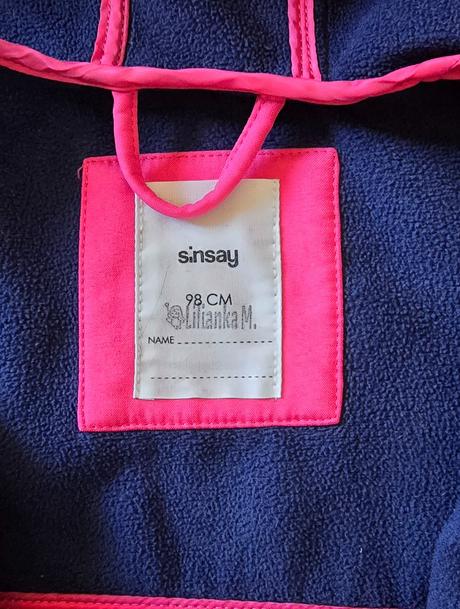 sinsay
98 CM
Lilianka M.
NAME